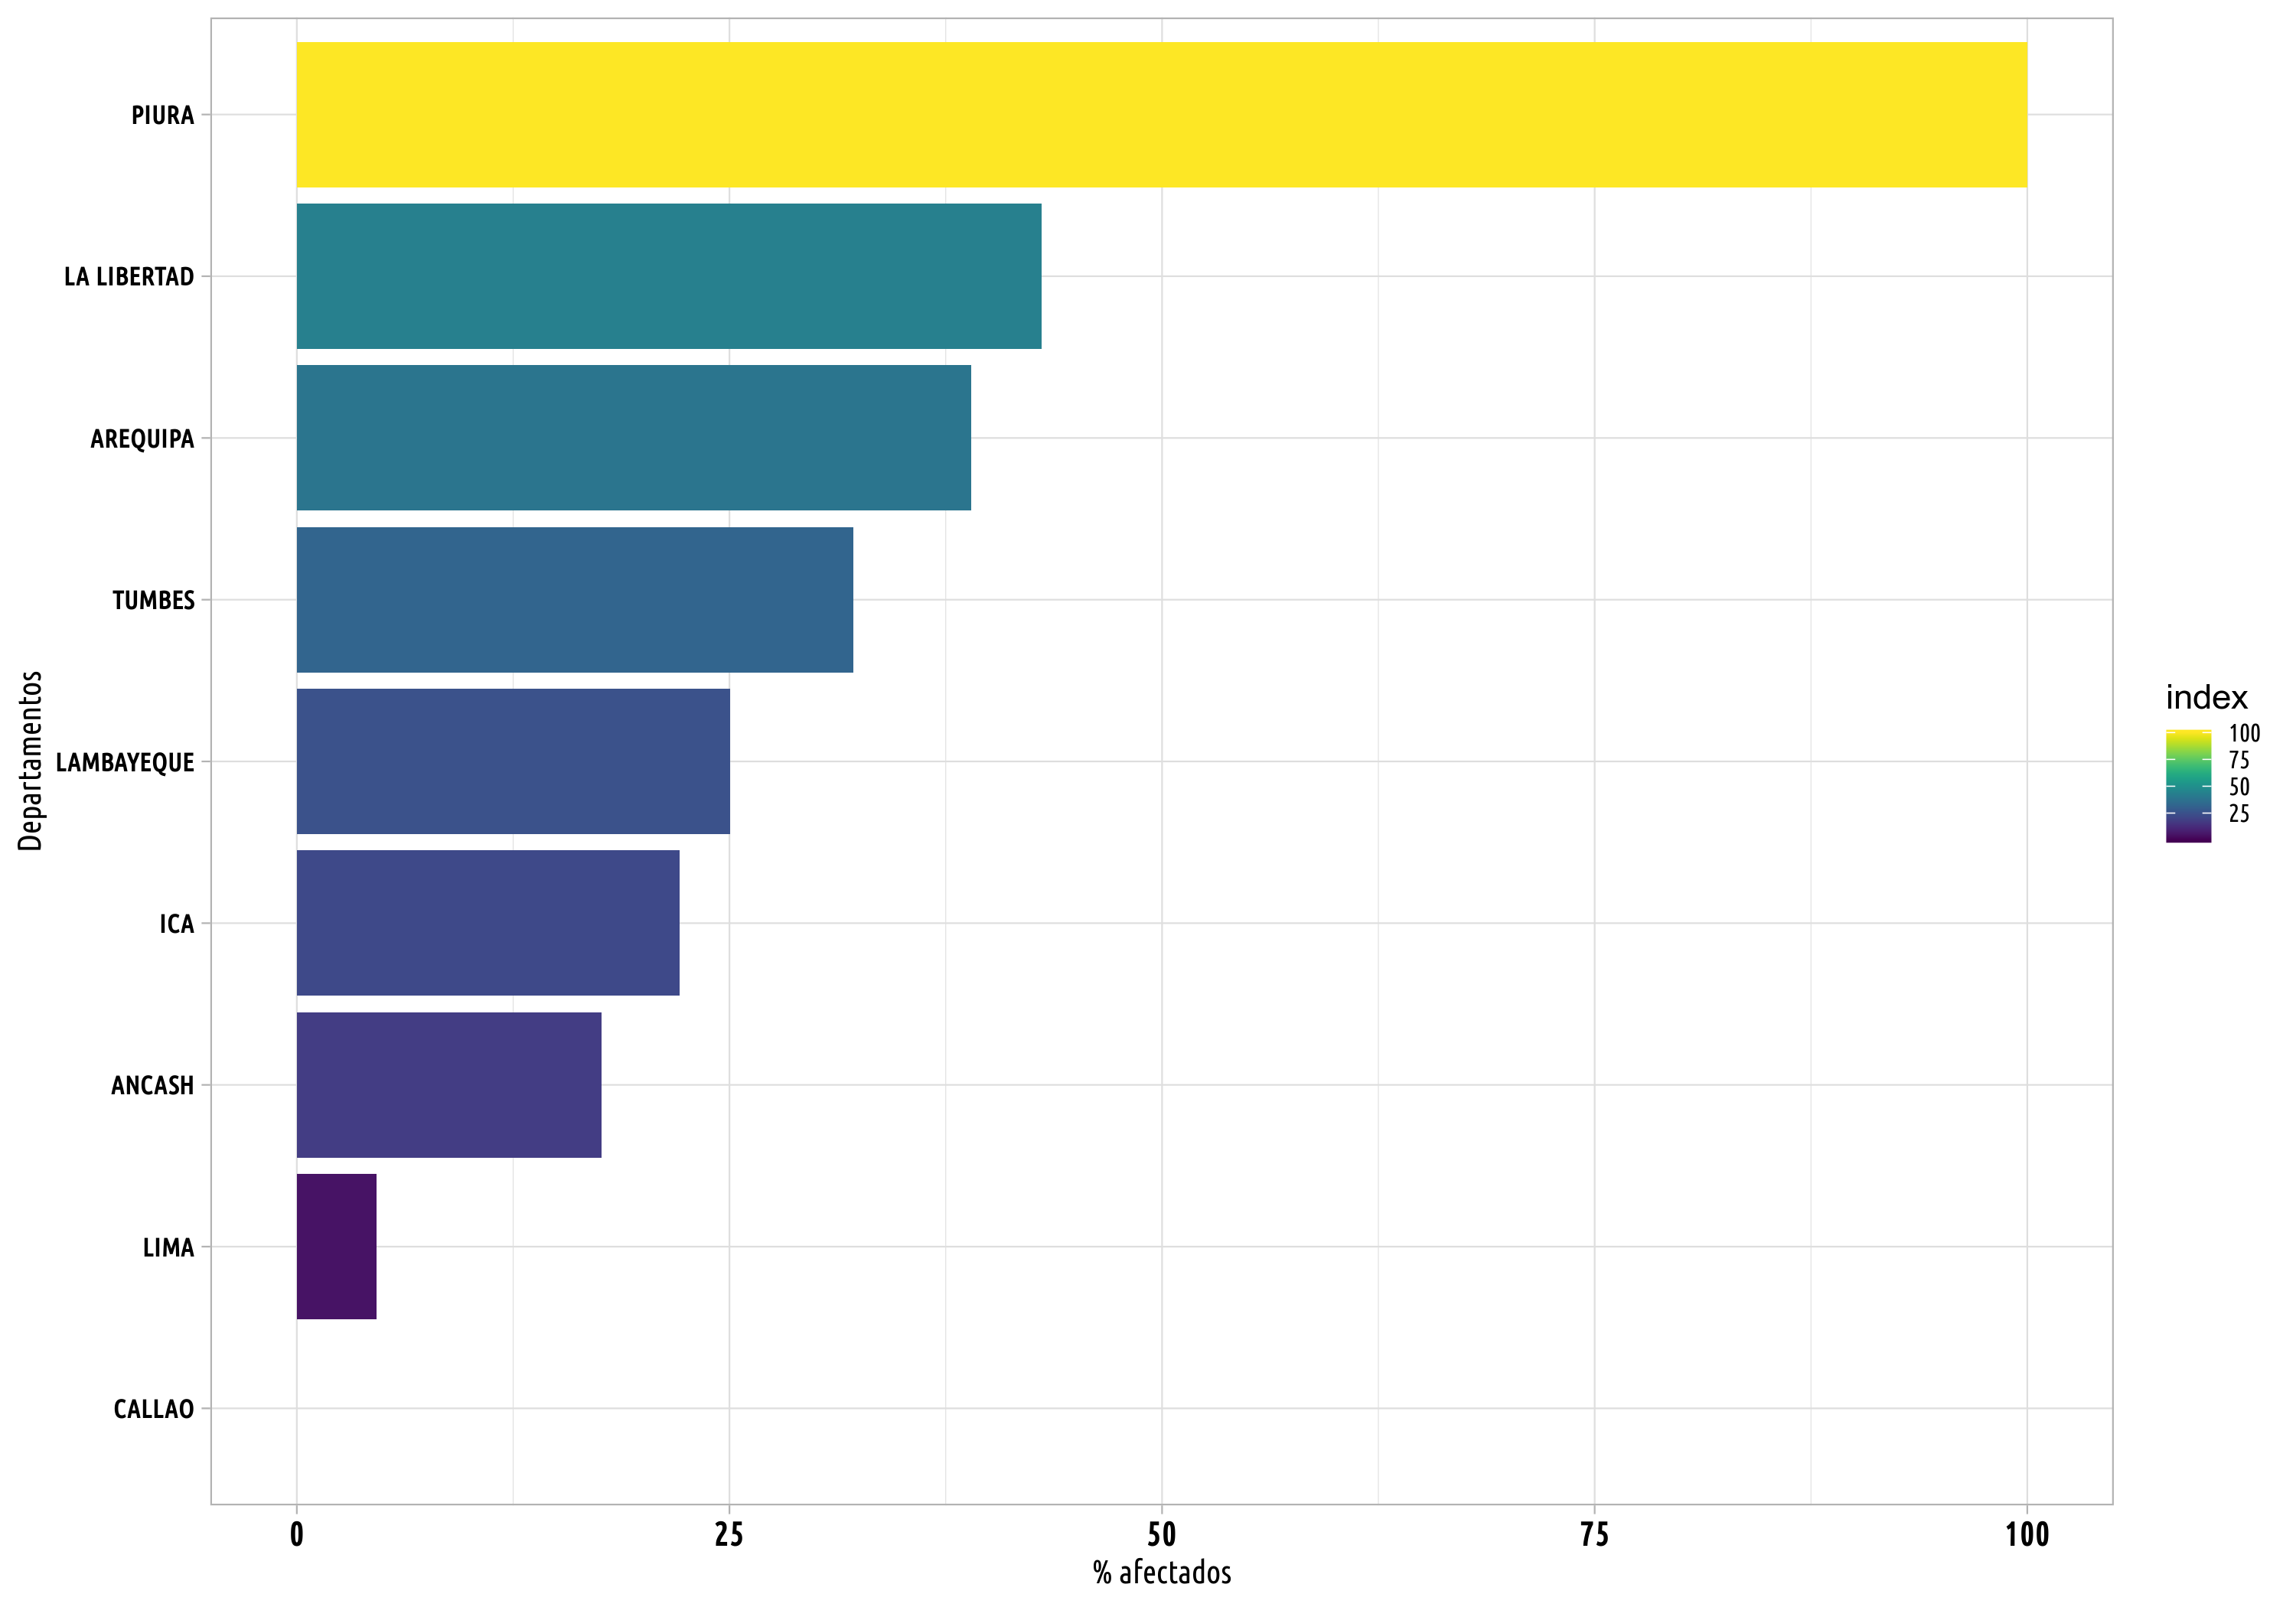 PIURA
LA LIBERTAD
AREQUIPA
TUMBES
LAMBAYEQUE
ICA
ANCASH
LIMA
CALLAO
Departamentos
0 25 50 75 100
% afectados
index
100
75
50
25